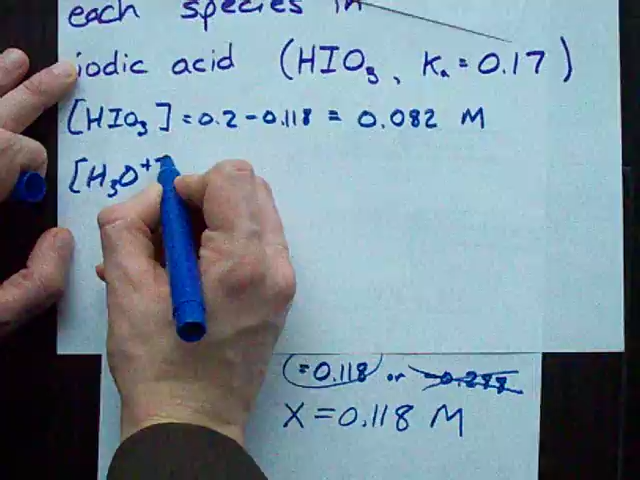 each species in
iodic acid (HIO₃, Kₐ = 0.17)
[HIO₃] = 0.2 - 0.118 = 0.082 M
[H₃O⁺]
= 0.118 or
X = 0.118 M